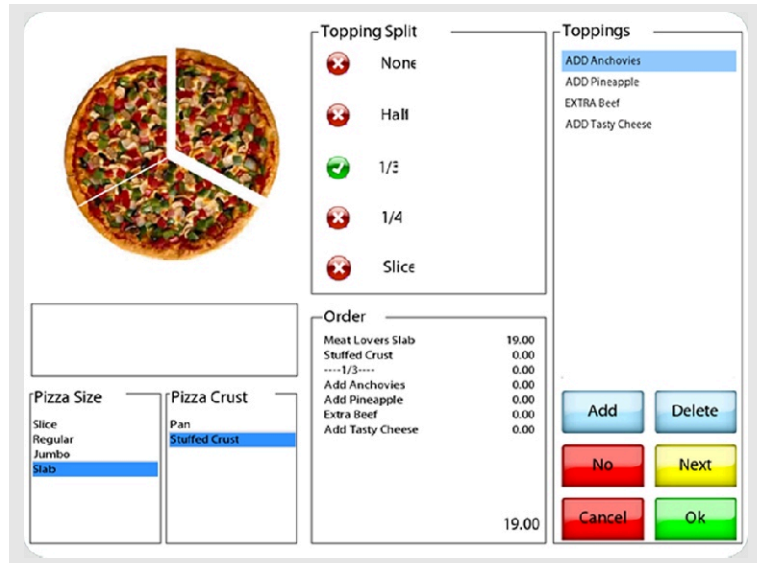 Topping Split
None
Half
1/3
1/4
Slice
Toppings
ADD Anchovies
ADD Pineapple
EXTRA Beef
ADD Tasty Cheese
Order
Meat Lovers Slab 19.00
Stuffed Crust 0.00
----1/3---- 0.00
Add Anchovies 0.00
Add Pineapple 0.00
Extra Beef 0.00
Add Tasty Cheese 0.00
19.00
Pizza Size
Slice
Regular
Jumbo
Slab
Pizza Crust
Pan
Stuffed Crust
Add Delete
No Next
Cancel Ok